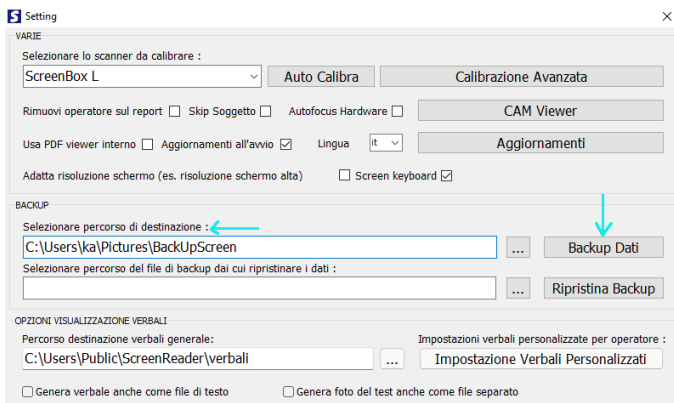 S Setting
VARIE
Selezionare lo scanner da calibrare :
ScreenBox L Auto Calibra Calibrazione Avanzata
Rimuovi operatore sul report Skip Soggetto Autofocus Hardware CAM Viewer
Usa PDF viewer interno Aggiornamenti all'avvio Lingua it Aggiornamenti
Adatta risoluzione schermo (es. risoluzione schermo alta) Screen keyboard
BACKUP
Selezionare percorso di destinazione :
C:\Users\ka\Pictures\BackUpScreen ... Backup Dati
Selezionare percorso del file di backup dai cui ripristinare i dati :
... Ripristina Backup
OPZIONI VISUALIZZAZIONE VERBALI
Percorso destinazione verbali generale: Impostazioni verbali personalizzate per operatore :
C:\Users\Public\ScreenReader\verbali ... Impostazione Verbali Personalizzati
Genera verbale anche come file di testo Genera foto del test anche come file separato